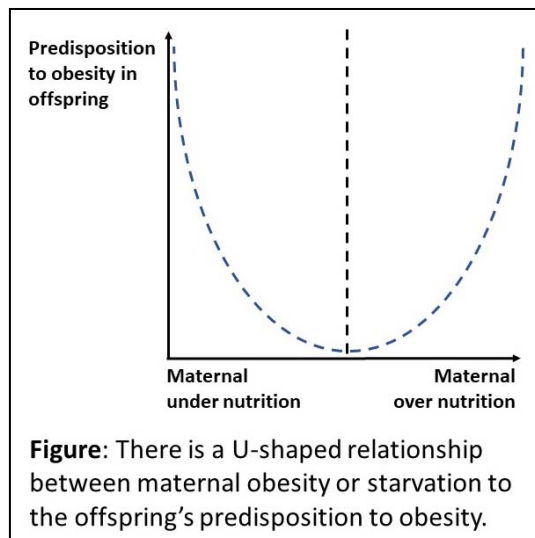 Predisposition
to obesity in
offspring
Maternal
under nutrition
Maternal
over nutrition
Figure: There is a U-shaped relationship
between maternal obesity or starvation to
the offspring’s predisposition to obesity.